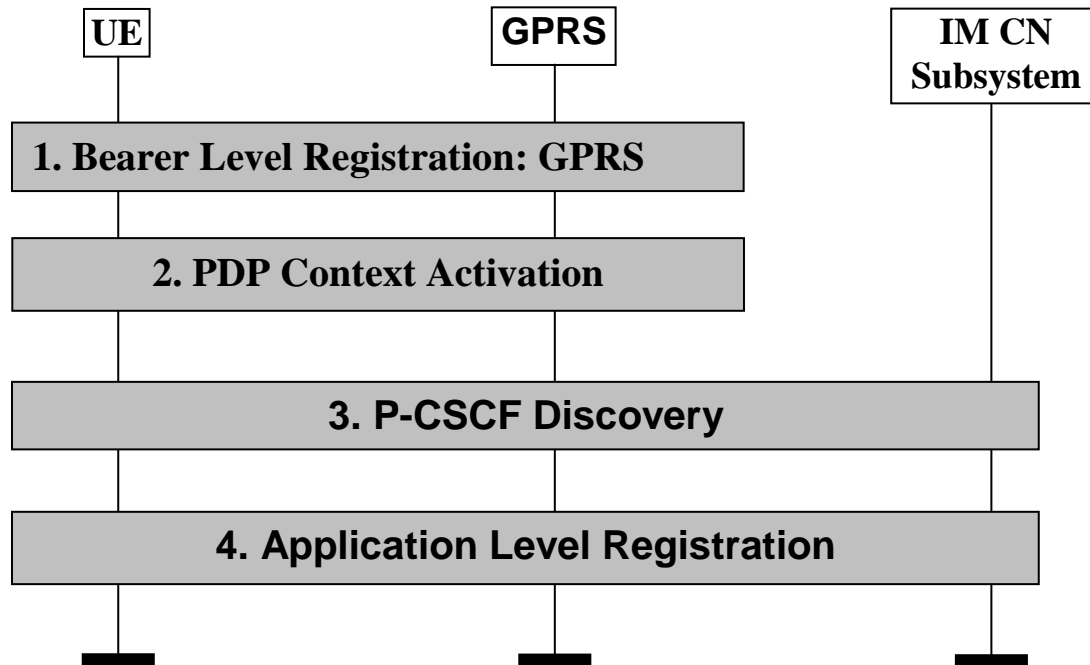 UE
GPRS
IM CN
Subsystem
1. Bearer Level Registration: GPRS
2. PDP Context Activation
3. P-CSCF Discovery
4. Application Level Registration